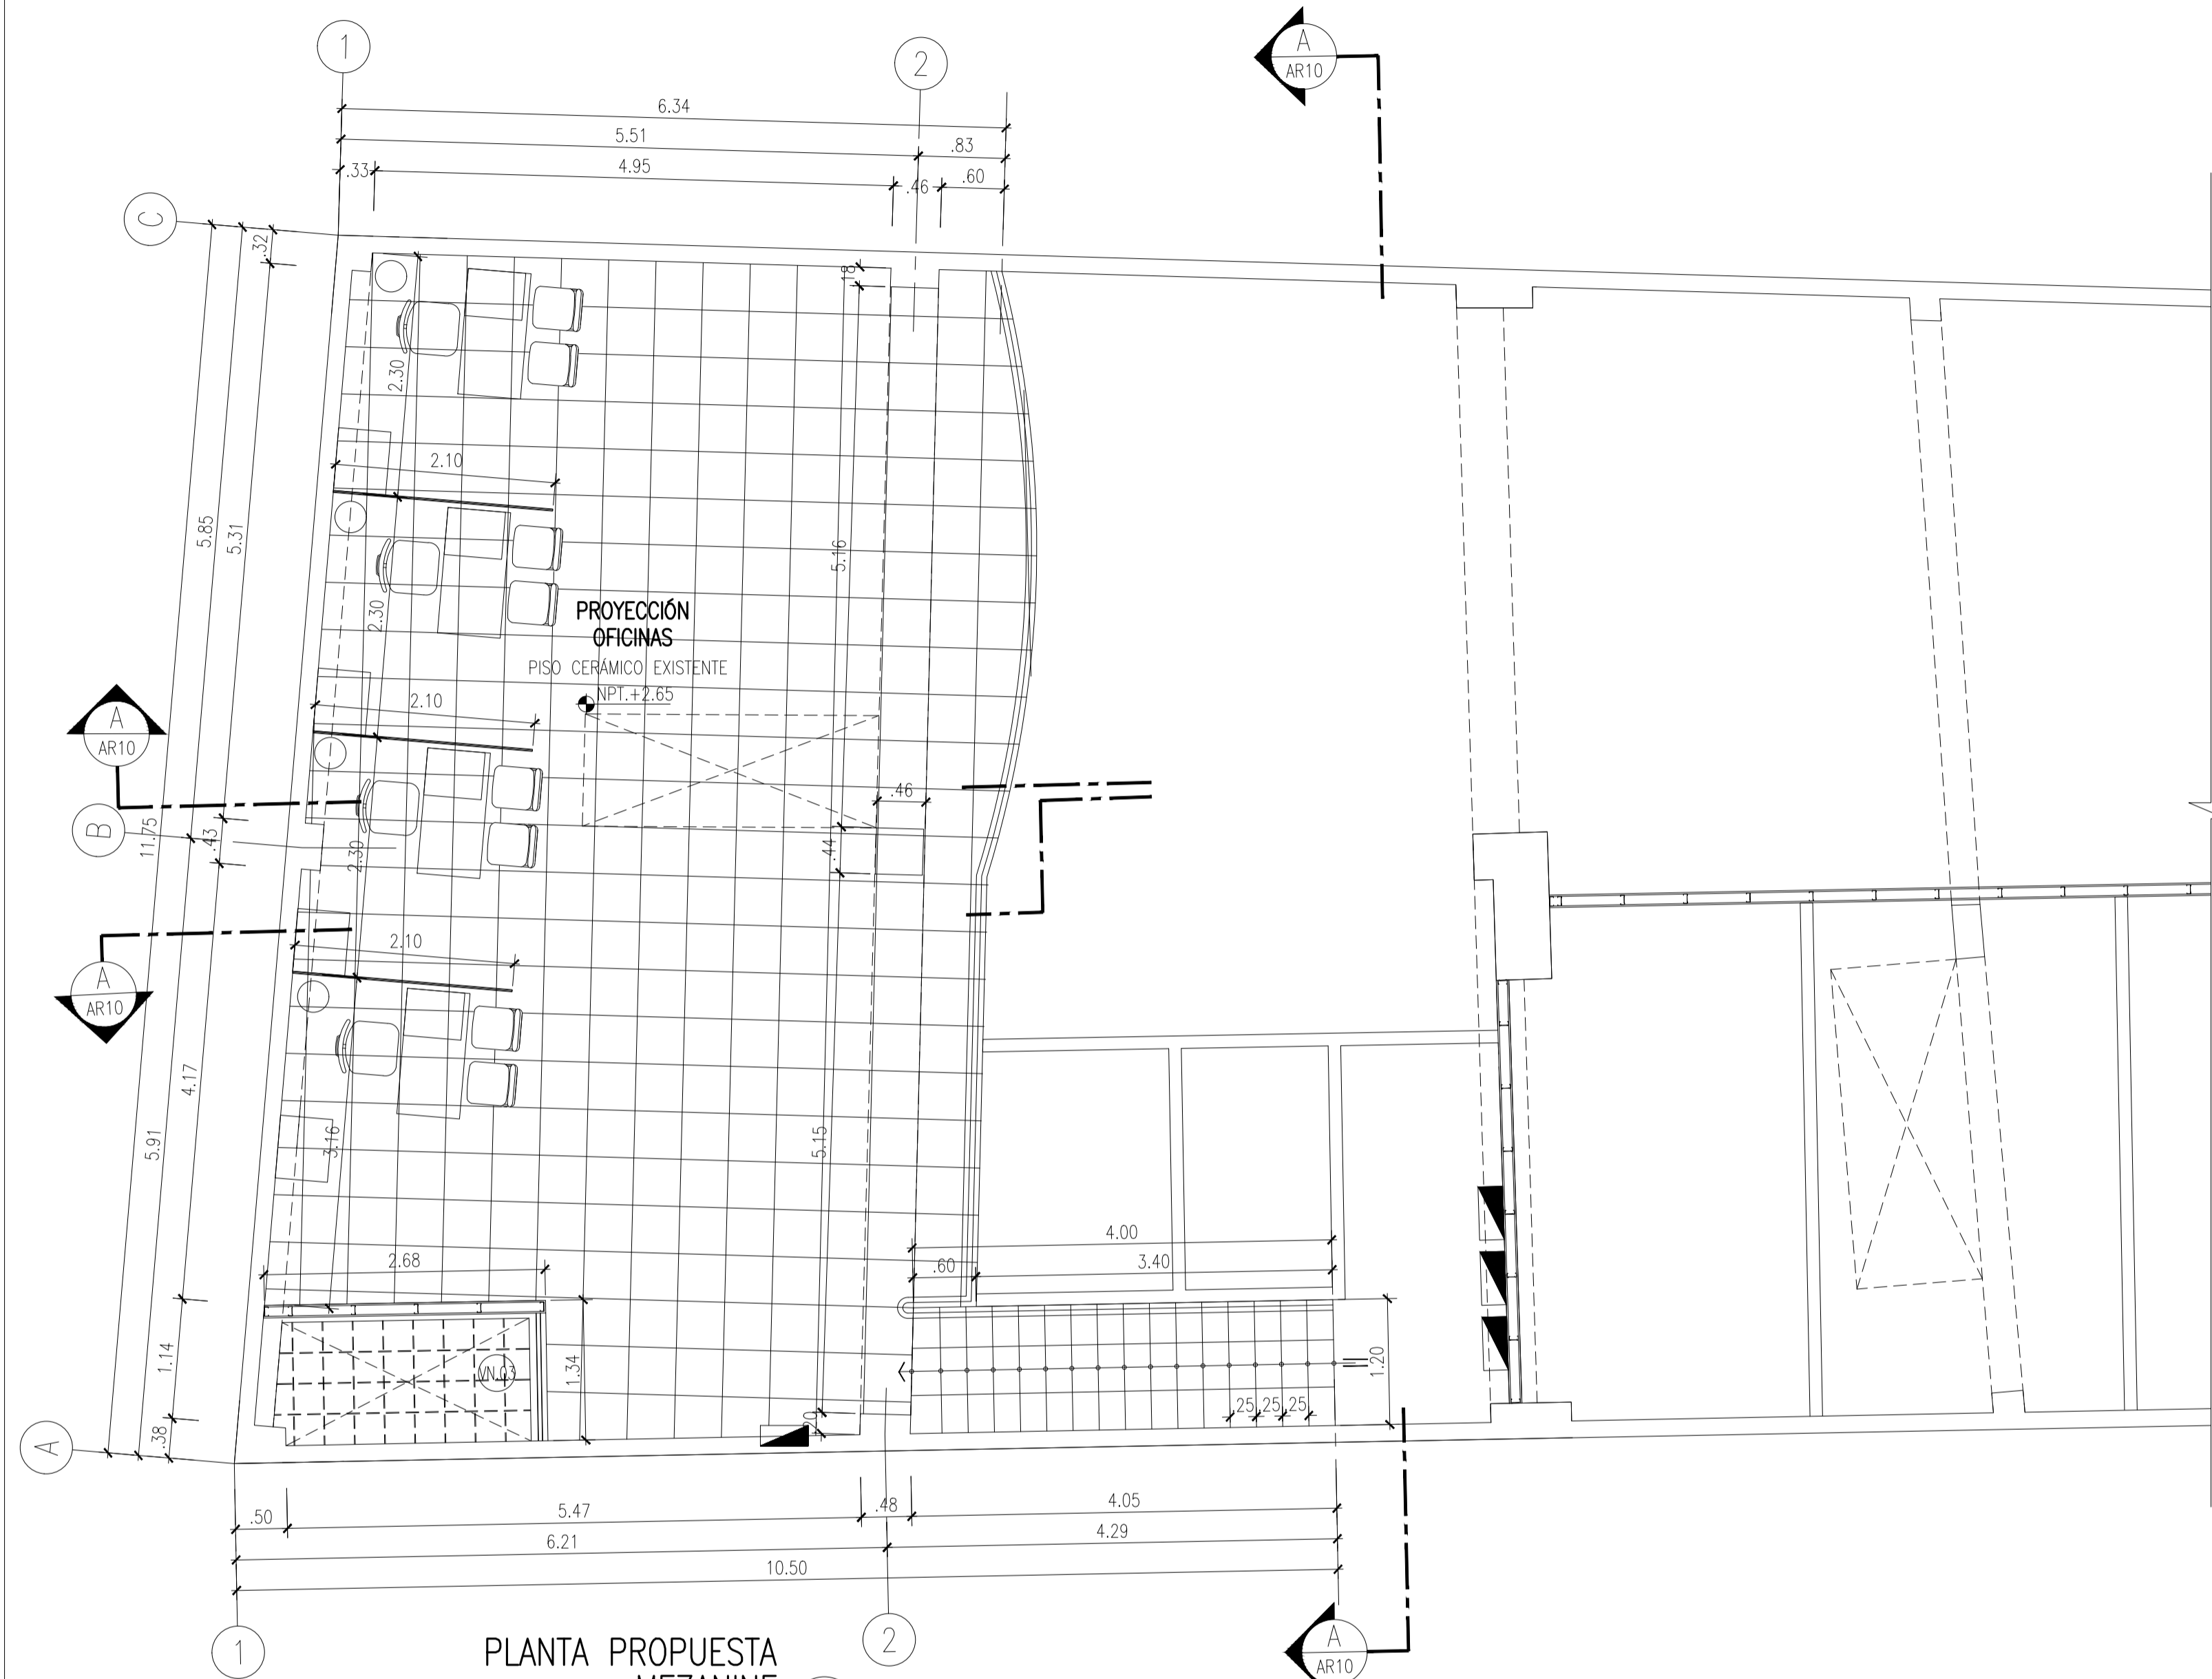 1
2
A
AR10
6.34
5.51
.83
.33
4.95
.46
.60
C
.32
.18
2.30
2.10
5.85
5.31
5.16
2.30
PROYECCIÓN
OFICINAS
PISO CERÁMICO EXISTENTE
NPT.+2.65
2.10
A
AR10
.46
B
11.75
.43
2.30
.44
2.10
A
AR10
4.17
5.91
3.16
5.15
4.00
2.68
.60
3.40
1.14
VN.03
1.34
1.20
.25
.25
.25
.20
A
.38
.50
5.47
.48
4.05
6.21
4.29
10.50
1
2
PLANTA PROPUESTA
MEZANINE
A
AR10